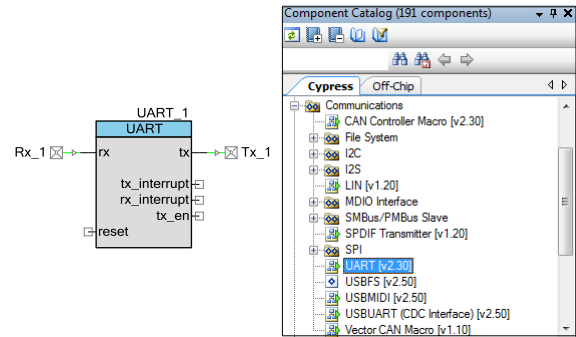 UART_1
UART
Rx_1 rx tx Tx_1
tx_interrupt
rx_interrupt
tx_en
reset
Component Catalog (191 components)
Cypress Off-Chip
Communications
CAN Controller Macro [v2.30]
File System
I2C
I2S
LIN [v1.20]
MDIO Interface
SMBus/PMBus Slave
SPDIF Transmitter [v1.20]
SPI
UART [v2.30]
USBFS [v2.50]
USBMIDI [v2.50]
USBUART (CDC Interface) [v2.50]
Vector CAN Macro [v1.10]